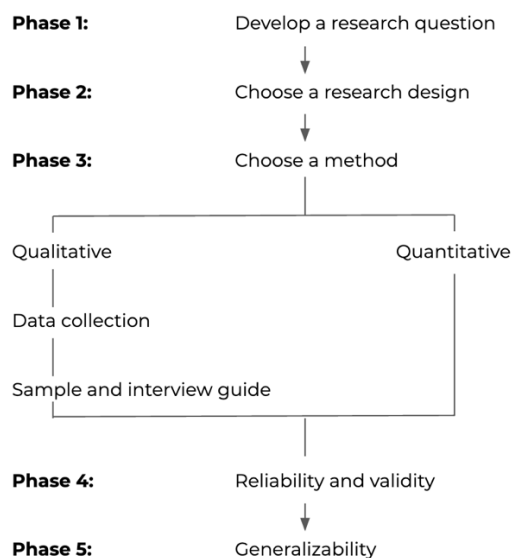 Phase 1: Develop a research question
Phase 2: Choose a research design
Phase 3: Choose a method
Qualitative Quantitative
Data collection
Sample and interview guide
Phase 4: Reliability and validity
Phase 5: Generalizability